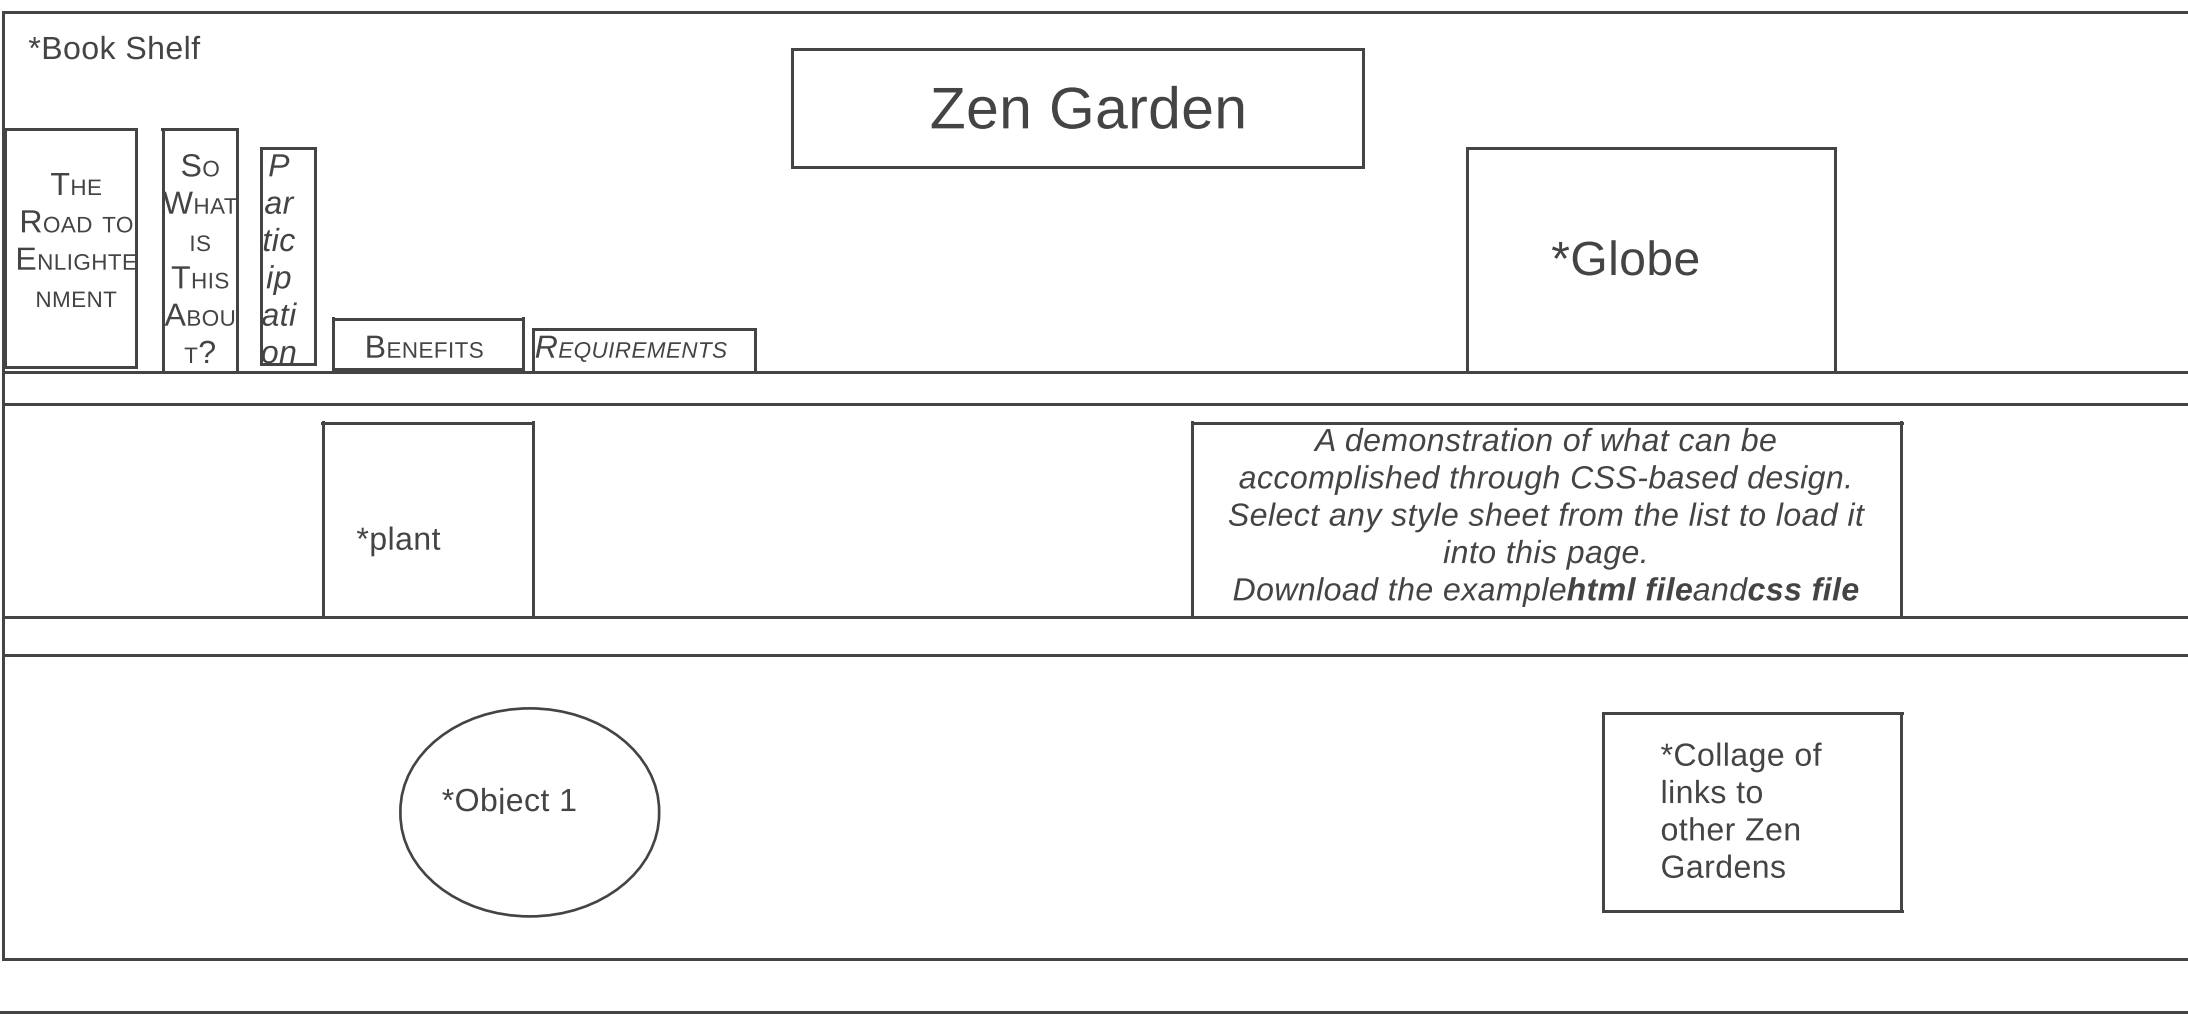 *Book Shelf
Zen Garden
The
Road to
Enlighte
nment
So
What
is
This
Abou
t?
P
ar
tic
ip
ati
on
Benefits
Requirements
*Globe
*plant
A demonstration of what can be
accomplished through CSS-based design.
Select any style sheet from the list to load it
into this page.
Download the examplehtml fileandcss file
*Object 1
*Collage of
links to
other Zen
Gardens